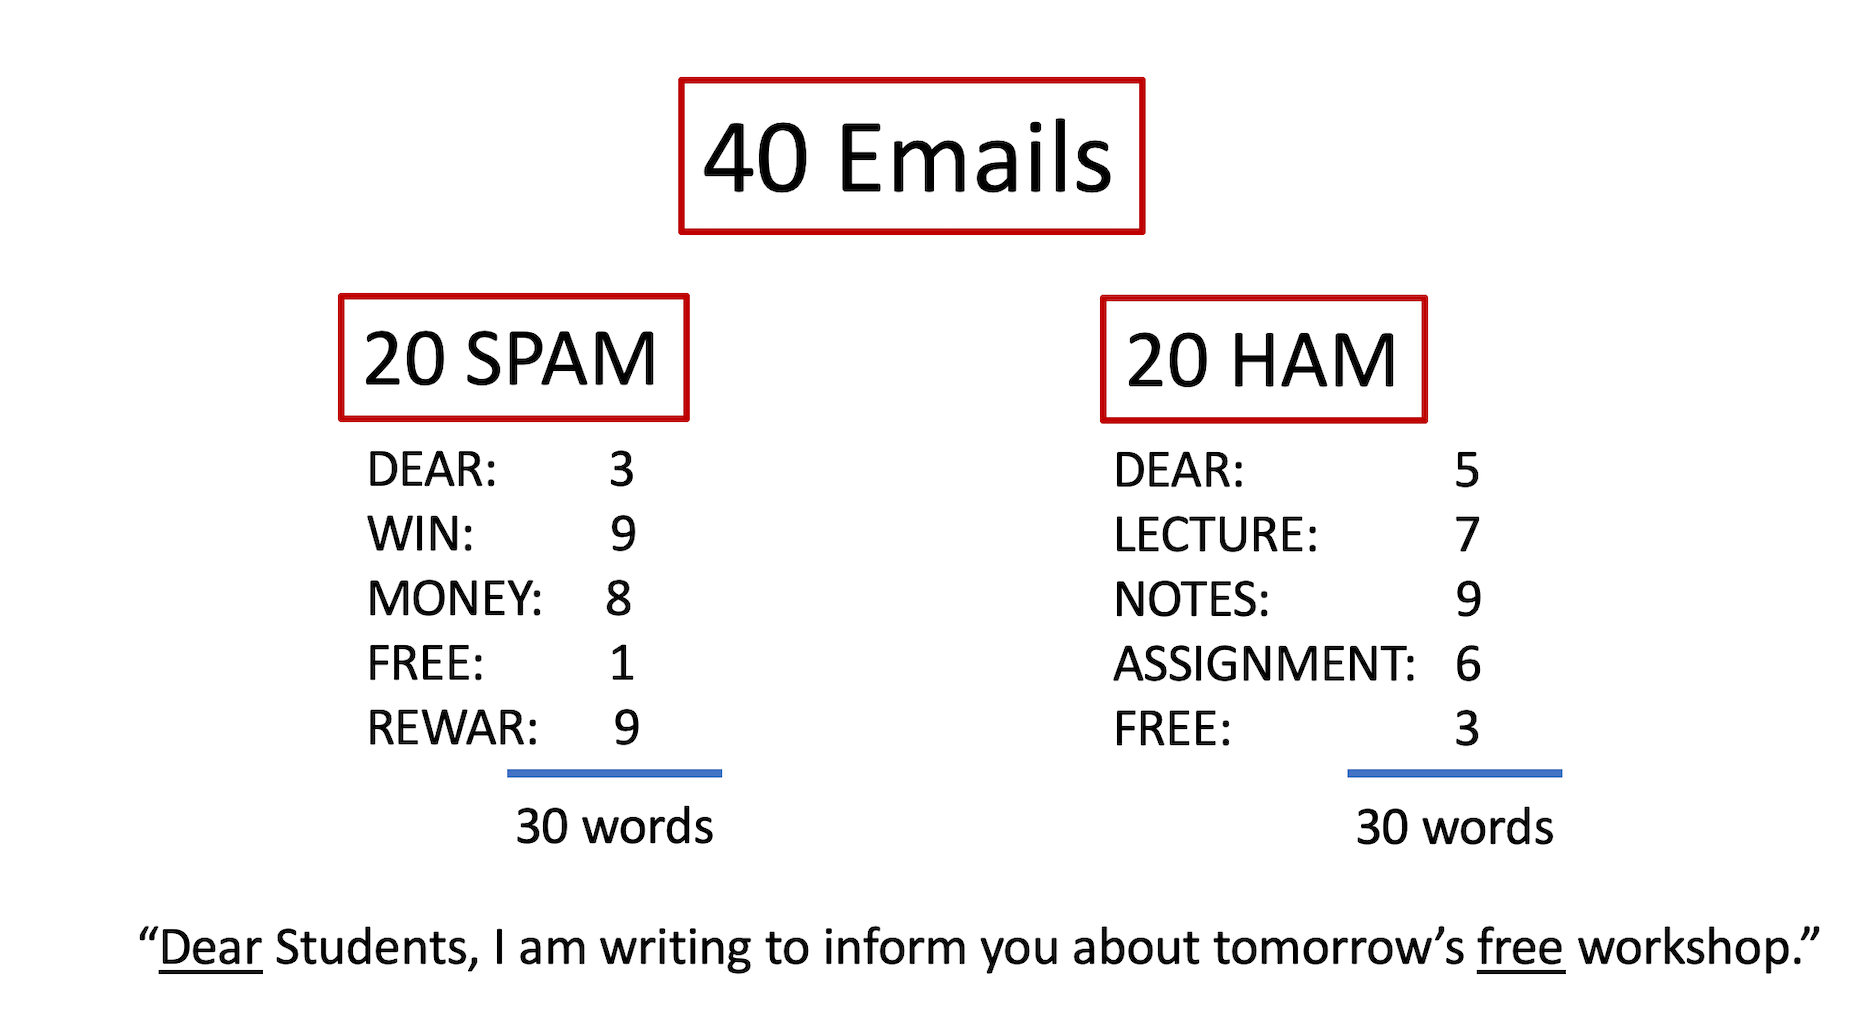 40 Emails
20 SPAM
DEAR: 3
WIN: 9
MONEY: 8
FREE: 1
REWAR: 9
30 words
20 HAM
DEAR: 5
LECTURE: 7
NOTES: 9
ASSIGNMENT: 6
FREE: 3
30 words
“Dear Students, I am writing to inform you about tomorrow’s free workshop.”